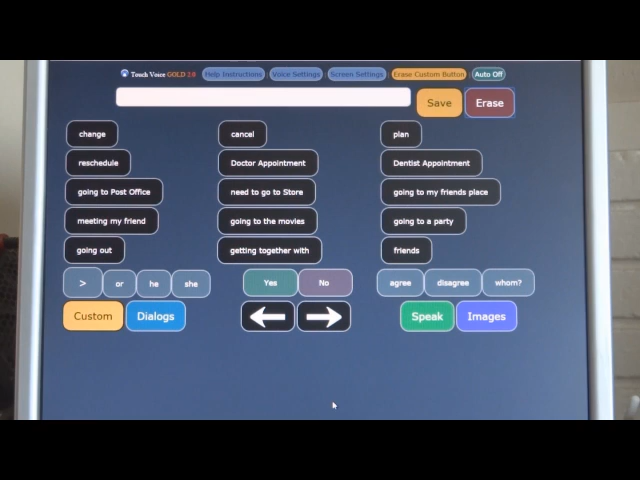 Touch Voice GOLD 2.0 Help Instructions Voice Settings Screen Settings Erase Custom Button Auto Off
Save Erase
change cancel plan
reschedule Doctor Appointment Dentist Appointment
going to Post Office need to go to Store going to my friends place
meeting my friend going to the movies going to a party
going out getting together with friends
> or he she Yes No agree disagree whom?
Custom Dialogs Speak Images